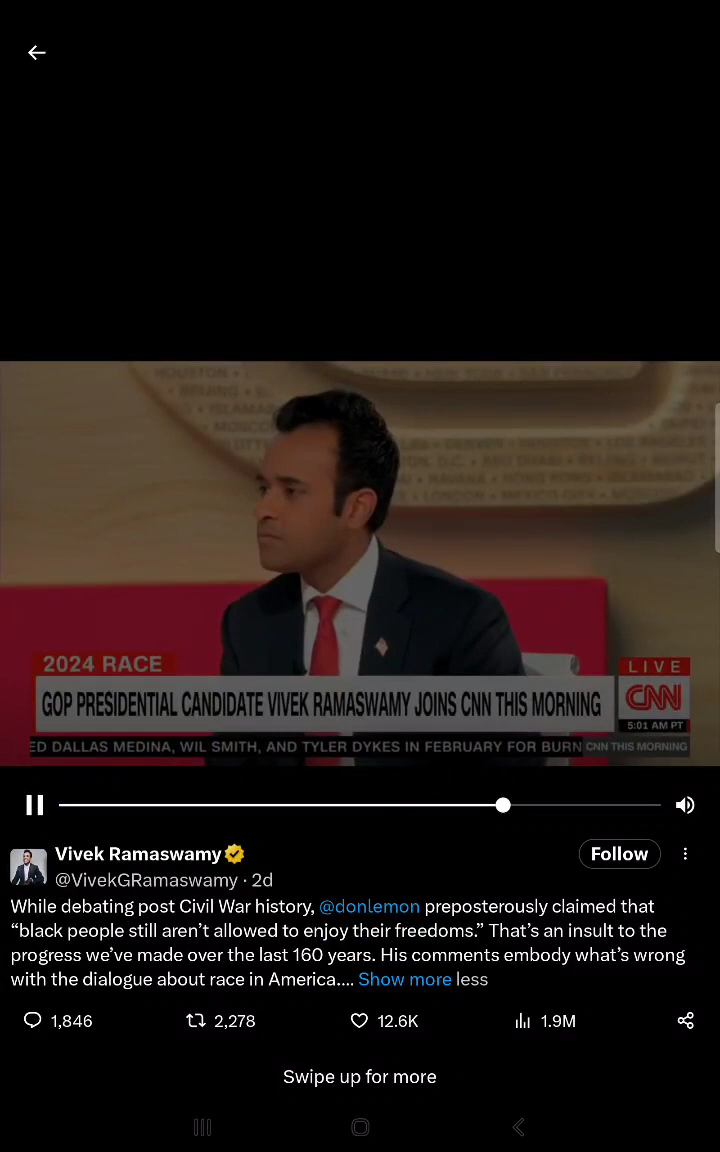 2024 RACE
LIVE
GOP PRESIDENTIAL CANDIDATE VIVEK RAMASWAMY JOINS CNN THIS MORNING
CNN
5:01 AM PT
ED DALLAS MEDINA, WIL SMITH, AND TYLER DYKES IN FEBRUARY FOR BURN
CNN THIS MORNING
Vivek Ramaswamy
Follow
@VivekGRamaswamy · 2d
While debating post Civil War history, @donlemon preposterously claimed that
“black people still aren’t allowed to enjoy their freedoms.” That’s an insult to the
progress we’ve made over the last 160 years. His comments embody what’s wrong
with the dialogue about race in America.... Show more less
1,846
2,278
12.6K
1.9M
Swipe up for more